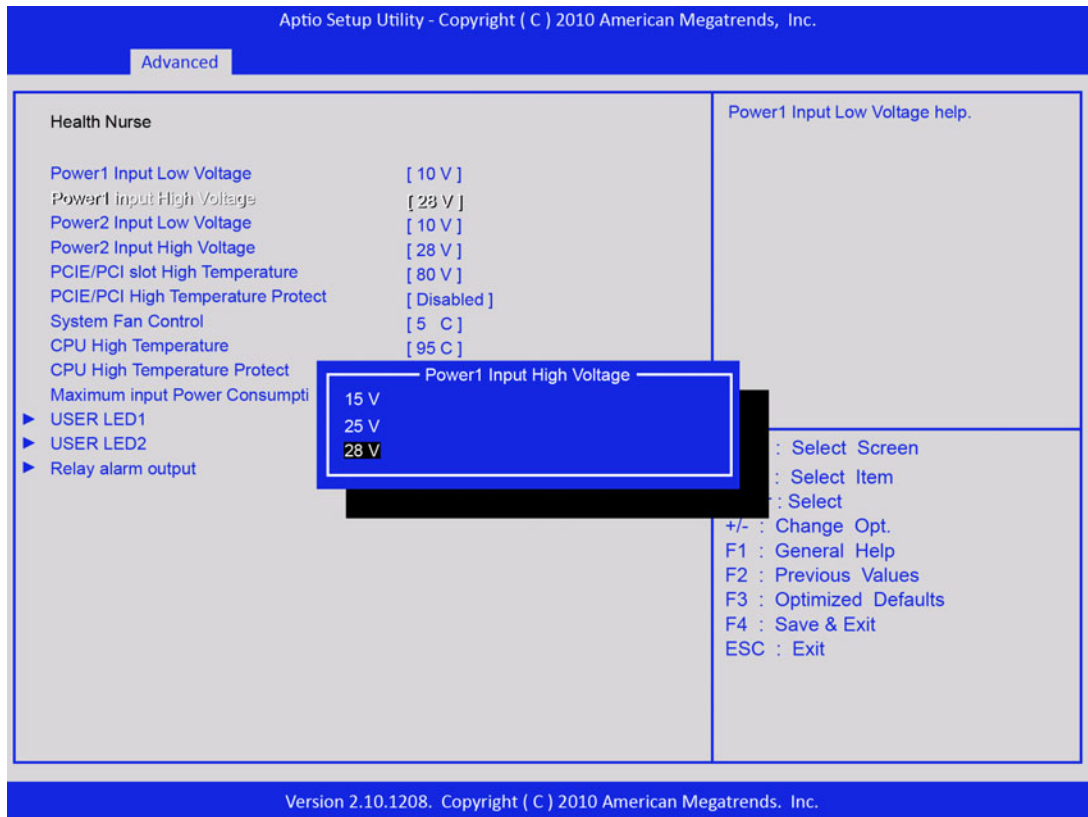 Aptio Setup Utility - Copyright ( C ) 2010 American Megatrends, Inc.
Advanced
Health Nurse
Power1 Input Low Voltage [ 10 V ]
Power1 input High Voltage [ 28 V ]
Power2 Input Low Voltage [ 10 V ]
Power2 Input High Voltage [ 28 V ]
PCIE/PCI slot High Temperature [ 80 V ]
PCIE/PCI High Temperature Protect [ Disabled ]
System Fan Control [ 5 C ]
CPU High Temperature [ 95 C ]
CPU High Temperature Protect
Maximum input Power Consumpti
► USER LED1
► USER LED2
► Relay alarm output
Power1 Input High Voltage
15 V
25 V
28 V
Power1 Input Low Voltage help.
: Select Screen
: Select Item
: Select
+/- : Change Opt.
F1 : General Help
F2 : Previous Values
F3 : Optimized Defaults
F4 : Save & Exit
ESC : Exit
Version 2.10.1208. Copyright ( C ) 2010 American Megatrends. Inc.